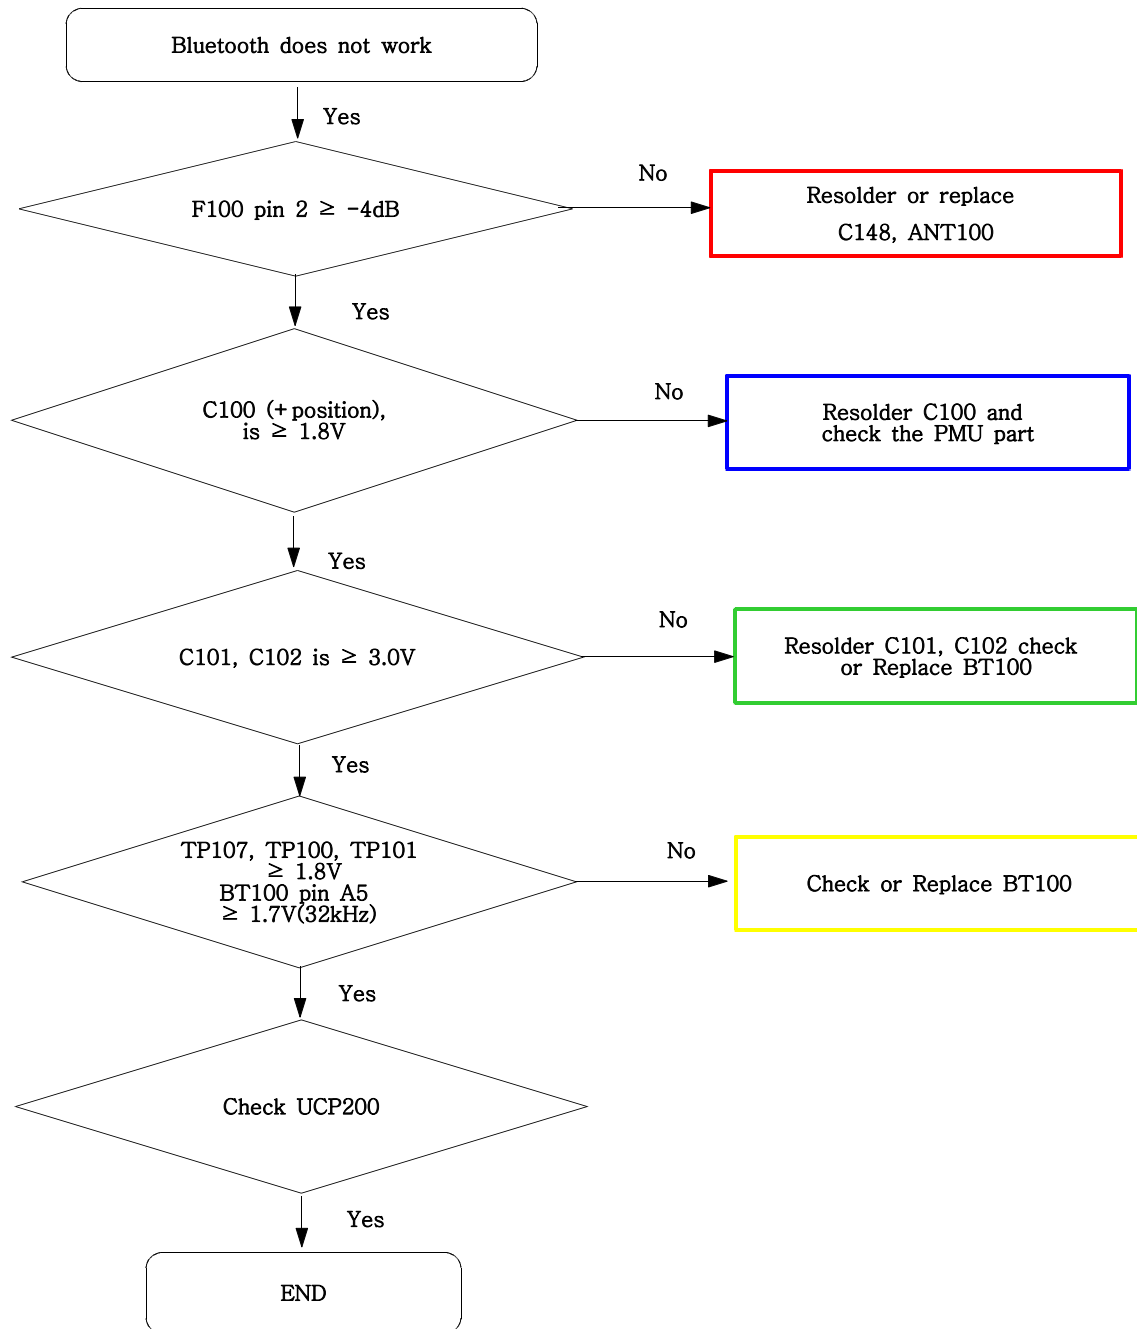 Bluetooth does not work
Yes
F100 pin 2 ≥ -4dB
No
Resolder or replace
C148, ANT100
Yes
C100 (+position),
is ≥ 1.8V
No
Resolder C100 and
check the PMU part
Yes
C101, C102 is ≥ 3.0V
No
Resolder C101, C102 check
or Replace BT100
Yes
TP107, TP100, TP101
≥ 1.8V
BT100 pin A5
≥ 1.7V(32kHz)
No
Check or Replace BT100
Yes
Check UCP200
Yes
END